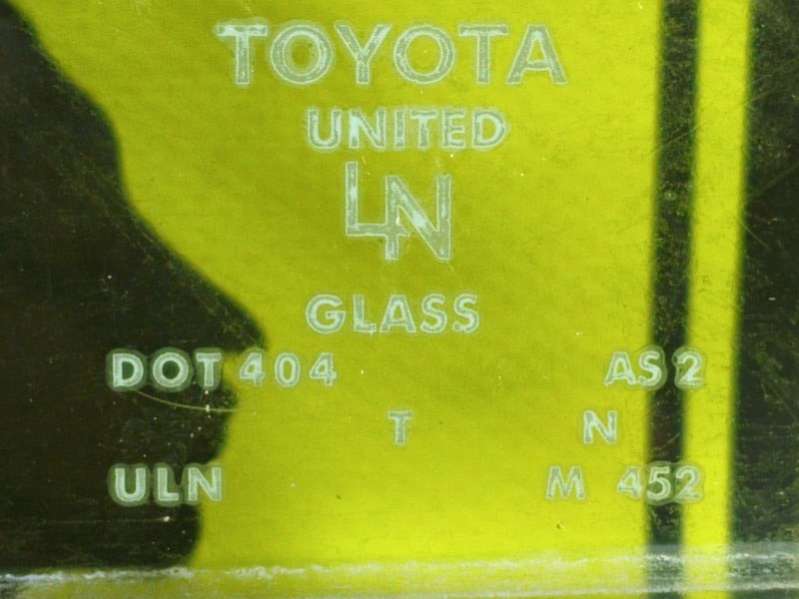 TOYOTA
UNITED
LN
GLASS
DOT 404 AS 2
T N
ULN M 452